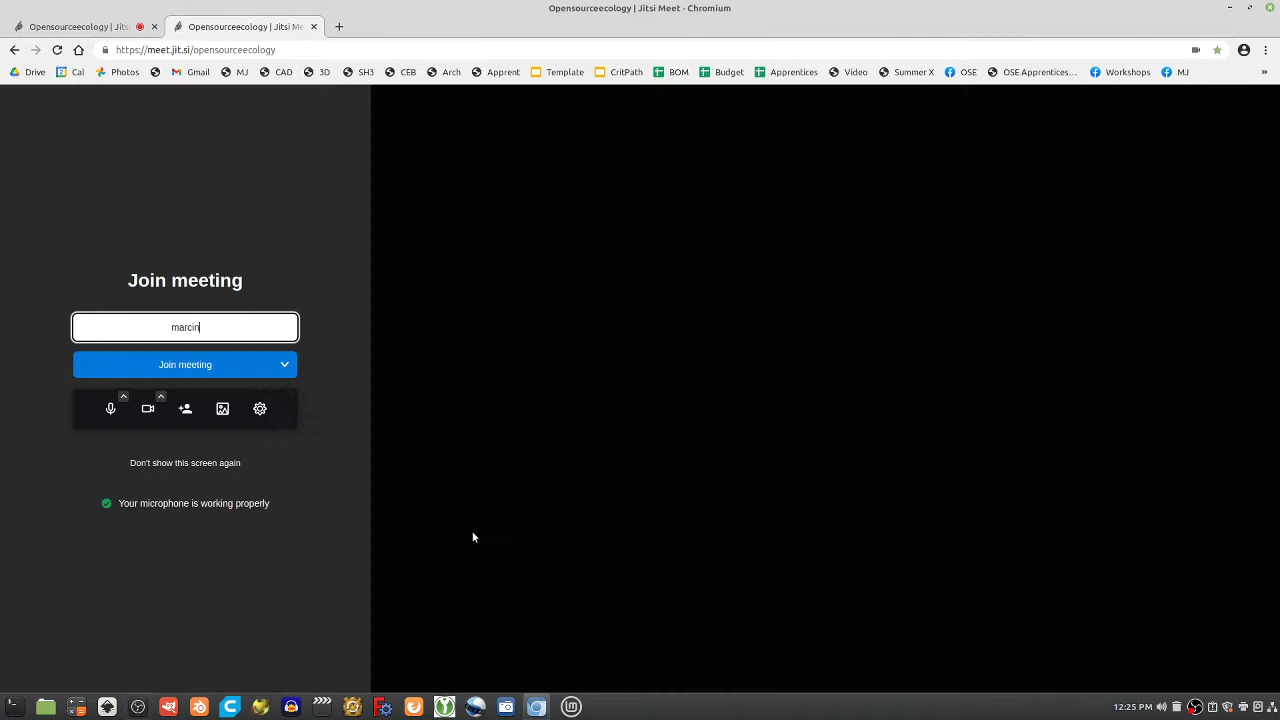 Opensourceecology | Jitsi Meet - Chromium
Opensourceecology | Jits
Opensourceecology | Jitsi Me
https://meet.jit.si/opensourceecology
Drive Cal Photos Gmail MJ CAD 3D SH3 CEB Arch Apprent Template CritPath BOM Budget Apprentices Video Summer X OSE OSE Apprentices... Workshops MJ »
Join meeting
marcin
Join meeting
Don't show this screen again
Your microphone is working properly
12:25 PM